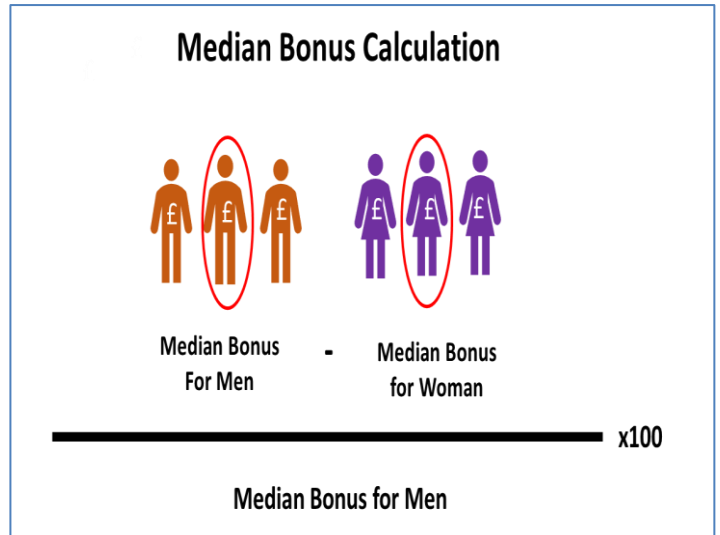 Median Bonus Calculation
£ £ £ £ £ £
Median Bonus
For Men
-
Median Bonus
for Woman
x100
Median Bonus for Men